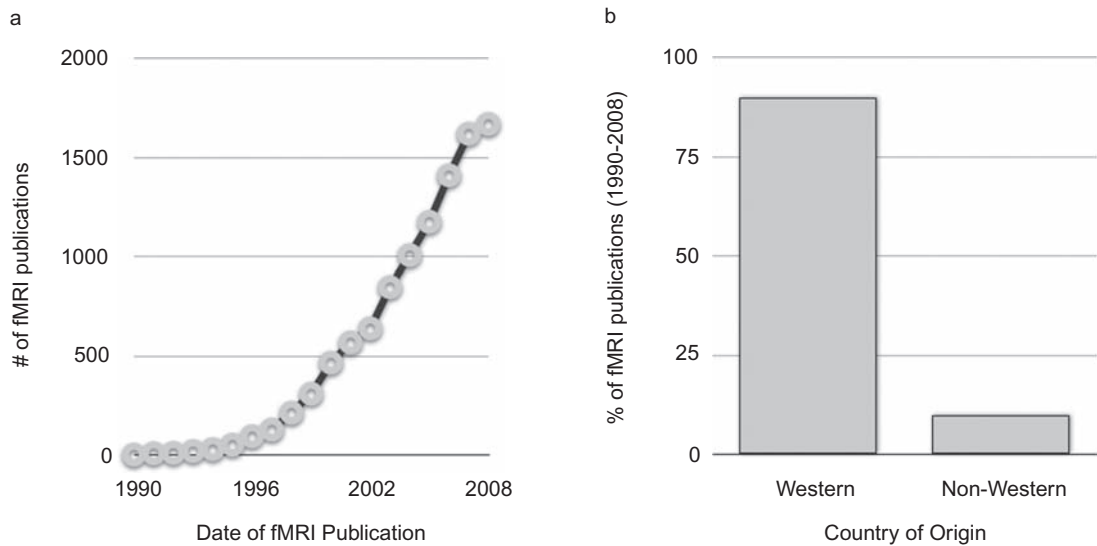 a
2000
1500
1000
500
0
# of fMRI publications
1990 1996 2002 2008
Date of fMRI Publication
b
100
75
50
25
0
% of fMRI publications (1990-2008)
Western Non-Western
Country of Origin